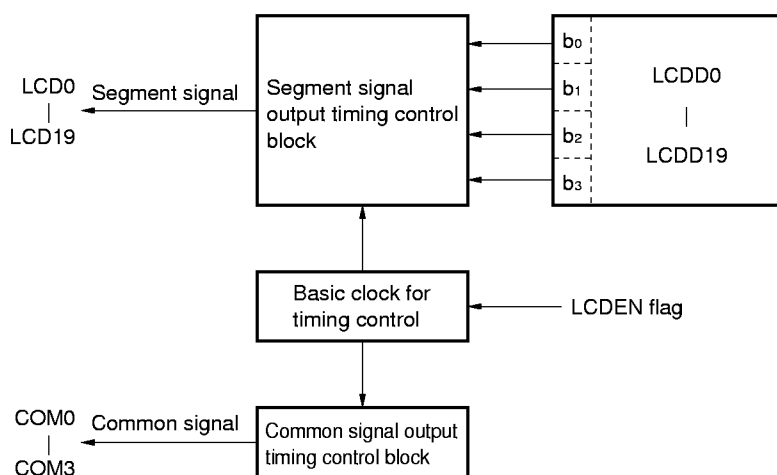 LCD0
|
LCD19
Segment signal
Segment signal
output timing control
block
b0
b1
b2
b3
LCDD0
|
LCDD19
Basic clock for
timing control
LCDEN flag
COM0
|
COM3
Common signal
Common signal output
timing control block